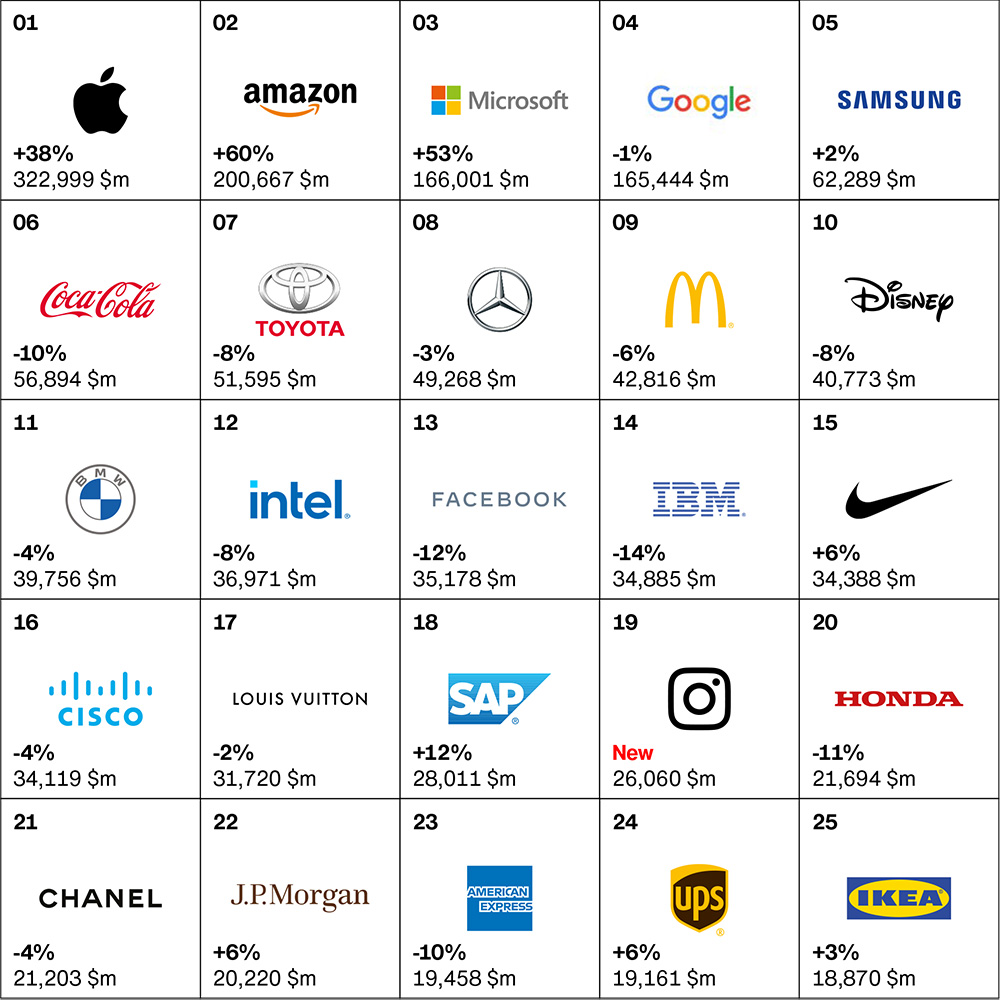 01
+38%
322,999 $m
02
amazon
+60%
200,667 $m
03
Microsoft
+53%
166,001 $m
04
Google
-1%
165,444 $m
05
SAMSUNG
+2%
62,289 $m
06
Coca-Cola
-10%
56,894 $m
07
TOYOTA
-8%
51,595 $m
08
-3%
49,268 $m
09
®
-6%
42,816 $m
10
Disney
-8%
40,773 $m
11
BMW
-4%
39,756 $m
12
intel®
-8%
36,971 $m
13
FACEBOOK
-12%
35,178 $m
14
IBM®
-14%
34,885 $m
15
+6%
34,388 $m
16
CISCO
-4%
34,119 $m
17
LOUIS VUITTON
-2%
31,720 $m
18
SAP®
+12%
28,011 $m
19
New
26,060 $m
20
HONDA
-11%
21,694 $m
21
CHANEL
-4%
21,203 $m
22
J.P.Morgan
+6%
20,220 $m
23
AMERICAN
EXPRESS
-10%
19,458 $m
24
ups®
+6%
19,161 $m
25
IKEA®
+3%
18,870 $m